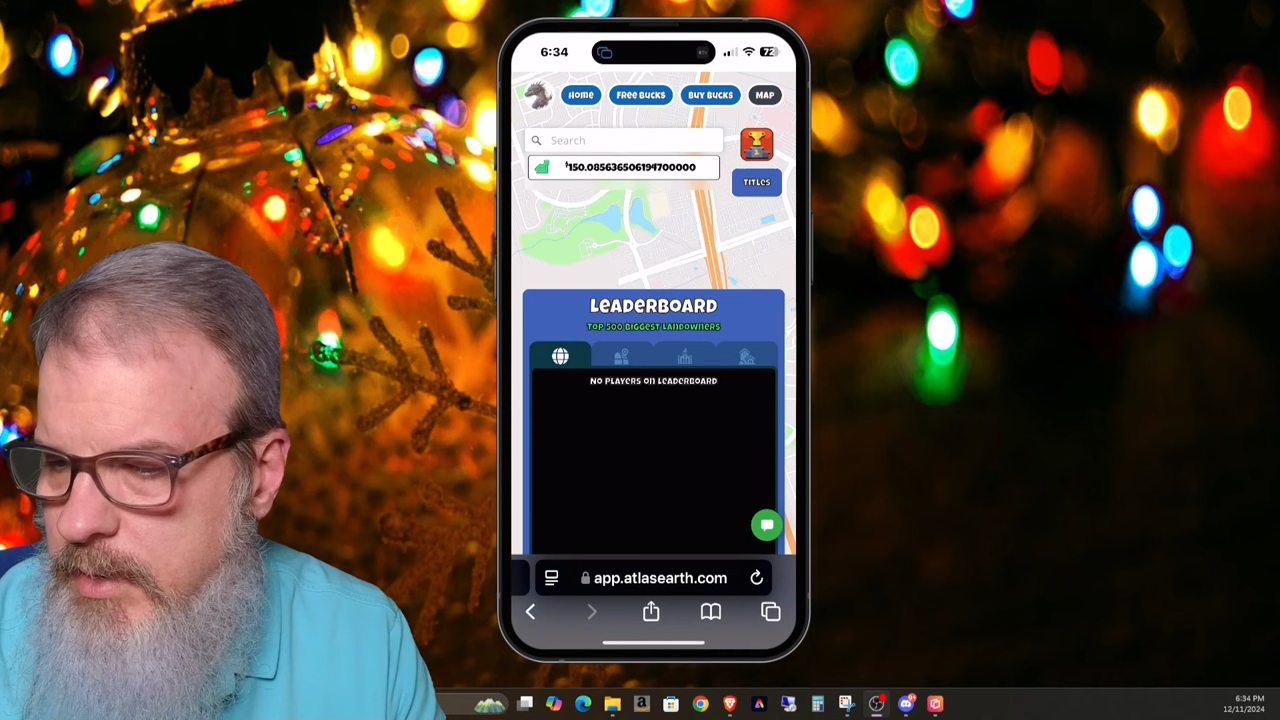 6:34
72
HOME
FREE BUCKS
BUY BUCKS
MAP
Search
$150.085636506194700000
TITLES
LEADERBOARD
TOP 500 BIGGEST LANDOWNERS
NO PLAYERS ON LEADERBOARD
app.atlasearth.com
6:34 PM
12/11/2024